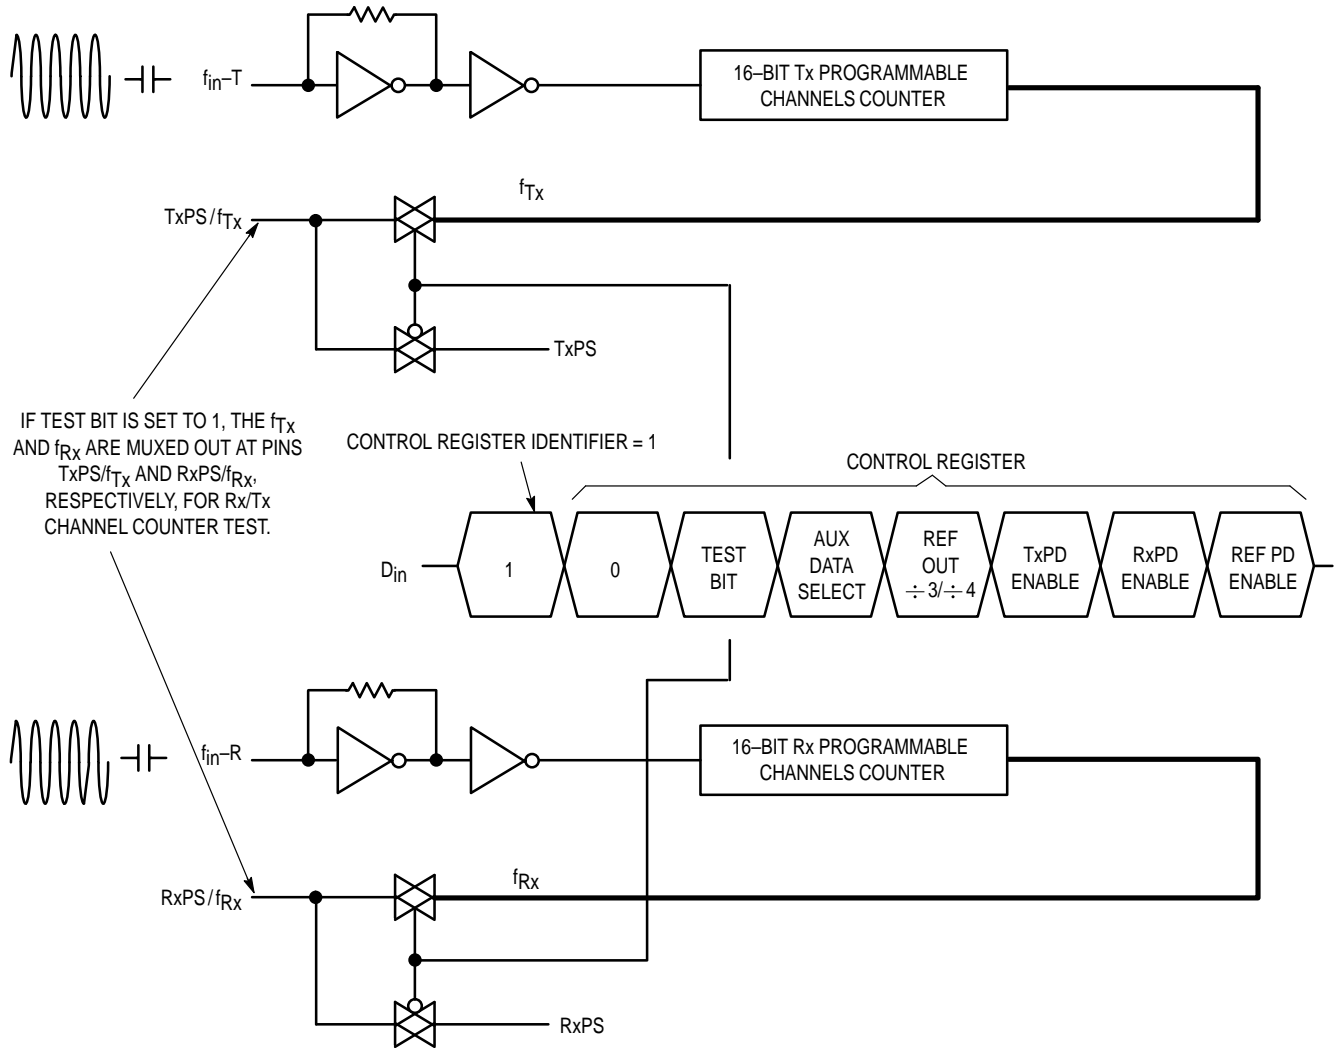 fin–T
16–BIT Tx PROGRAMMABLE
CHANNELS COUNTER
fTx
TxPS/fTx
TxPS
IF TEST BIT IS SET TO 1, THE fTx
AND fRx ARE MUXED OUT AT PINS
TxPS/fTx AND RxPS/fRx,
RESPECTIVELY, FOR Rx/Tx
CHANNEL COUNTER TEST.
CONTROL REGISTER IDENTIFIER = 1
CONTROL REGISTER
Din
1
0
TEST
BIT
AUX
DATA
SELECT
REF
OUT
÷3/÷4
TxPD
ENABLE
RxPD
ENABLE
REF PD
ENABLE
fin–R
16–BIT Rx PROGRAMMABLE
CHANNELS COUNTER
fRx
RxPS/fRx
RxPS